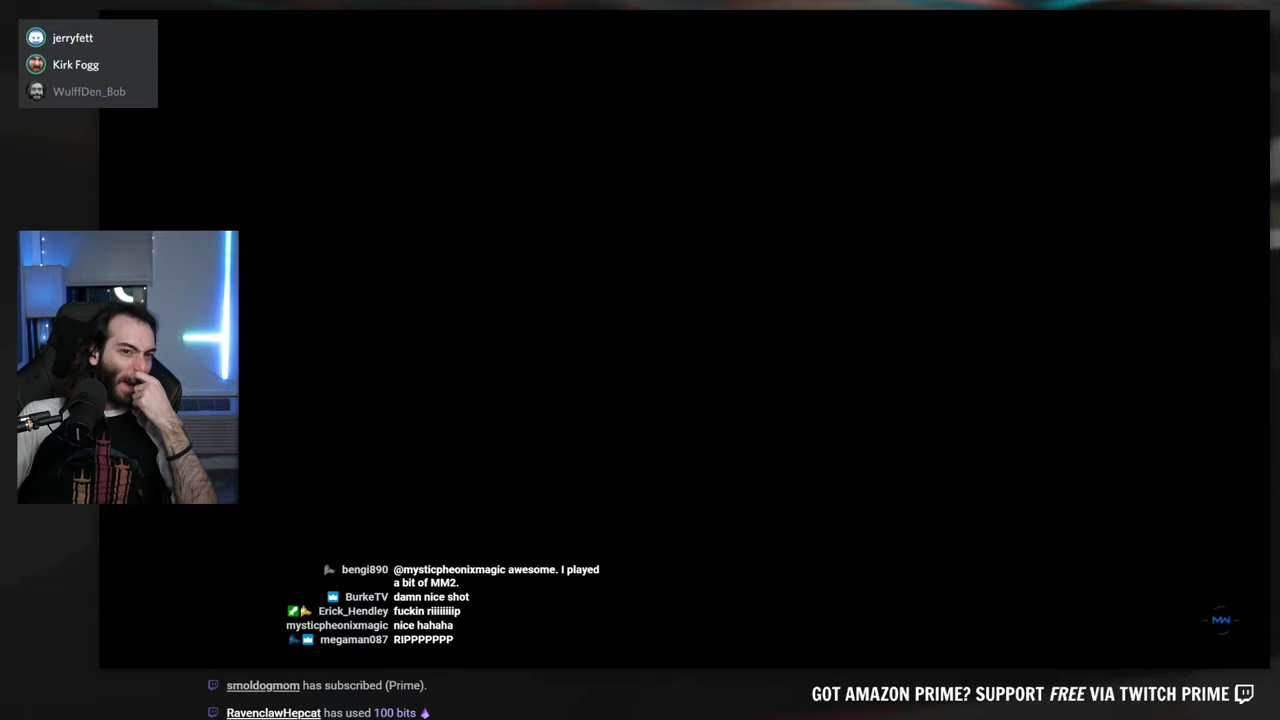 jerryfett
Kirk Fogg
WulffDen_Bob
bengi890 @mysticpheonixmagic awesome. I played
a bit of MM2.
BurkeTV damn nice shot
Erick_Hendley fuckin riiiiiiiip
mysticpheonixmagic nice hahaha
megaman087 RIPPPPPPP
MW
smoldogmom has subscribed (Prime).
RavenclawHepcat has used 100 bits
GOT AMAZON PRIME? SUPPORT FREE VIA TWITCH PRIME